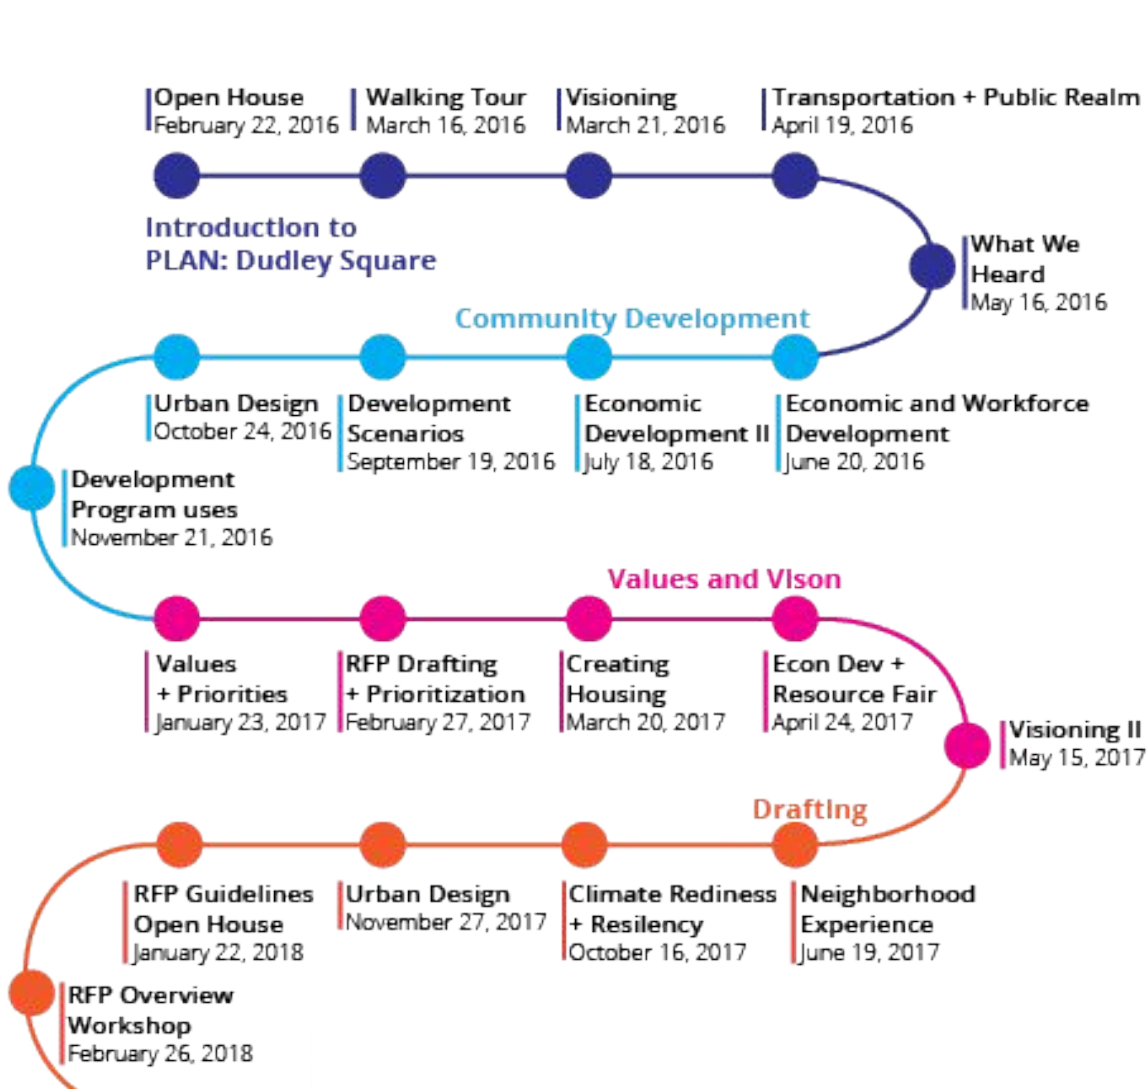 Open House
February 22, 2016
Walking Tour
March 16, 2016
Visioning
March 21, 2016
Transportation + Public Realm
April 19, 2016
Introduction to
PLAN: Dudley Square
What We
Heard
May 16, 2016
Community Development
Economic and Workforce
Development
June 20, 2016
Economic
Development II
July 18, 2016
Development
Scenarios
September 19, 2016
Urban Design
October 24, 2016
Development
Program uses
November 21, 2016
Values and Vison
Values
+ Priorities
January 23, 2017
RFP Drafting
+ Prioritization
February 27, 2017
Creating
Housing
March 20, 2017
Econ Dev +
Resource Fair
April 24, 2017
Visioning II
May 15, 2017
Drafting
Neighborhood
Experience
June 19, 2017
Climate Rediness
+ Resilency
October 16, 2017
Urban Design
November 27, 2017
RFP Guidelines
Open House
January 22, 2018
RFP Overview
Workshop
February 26, 2018